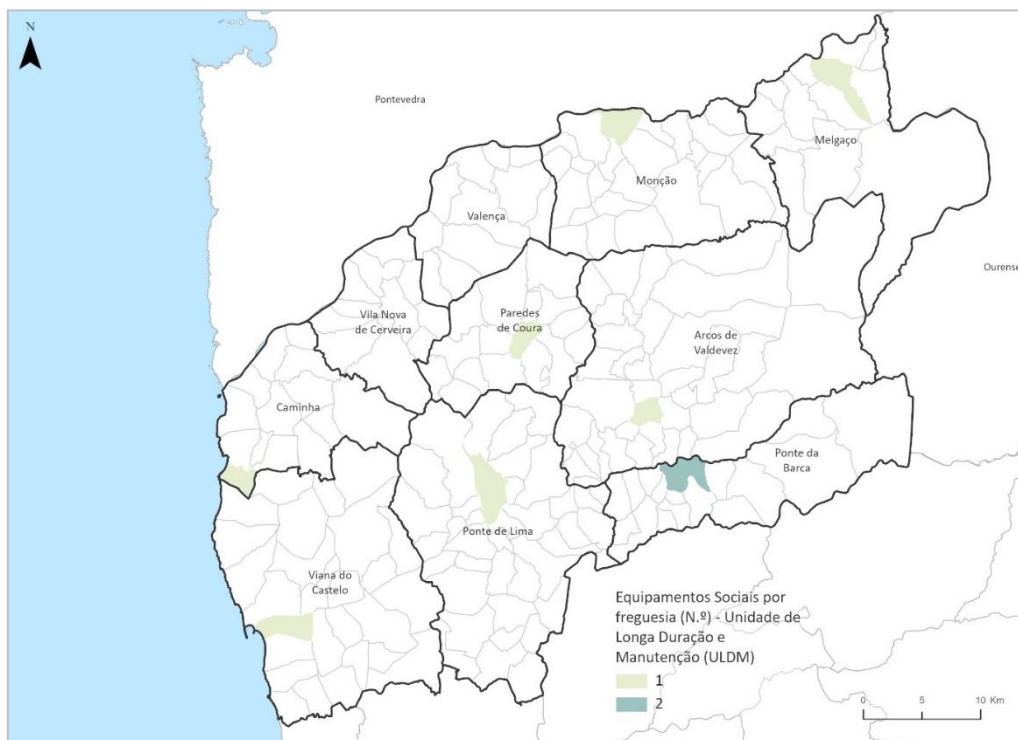 N
Pontevedra
Melgaço
Monção
Valença
Ourense
Vila Nova
de Cerveira
Paredes
de Coura
Arcos de
Valdevez
Caminha
Ponte da
Barca
Ponte de Lima
Viana do
Castelo
Equipamentos Sociais por
freguesia (N.º) - Unidade de
Longa Duração e
Manutenção (ULDM)
1
2
0 5 10 Km